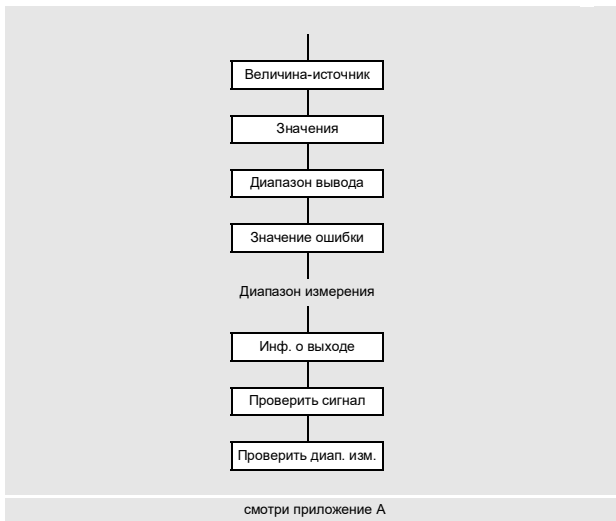 Величина-источник
Значения
Диапазон вывода
Значение ошибки
Диапазон измерения
Инф. о выходе
Проверить сигнал
Проверить диап. изм.
смотри приложение A